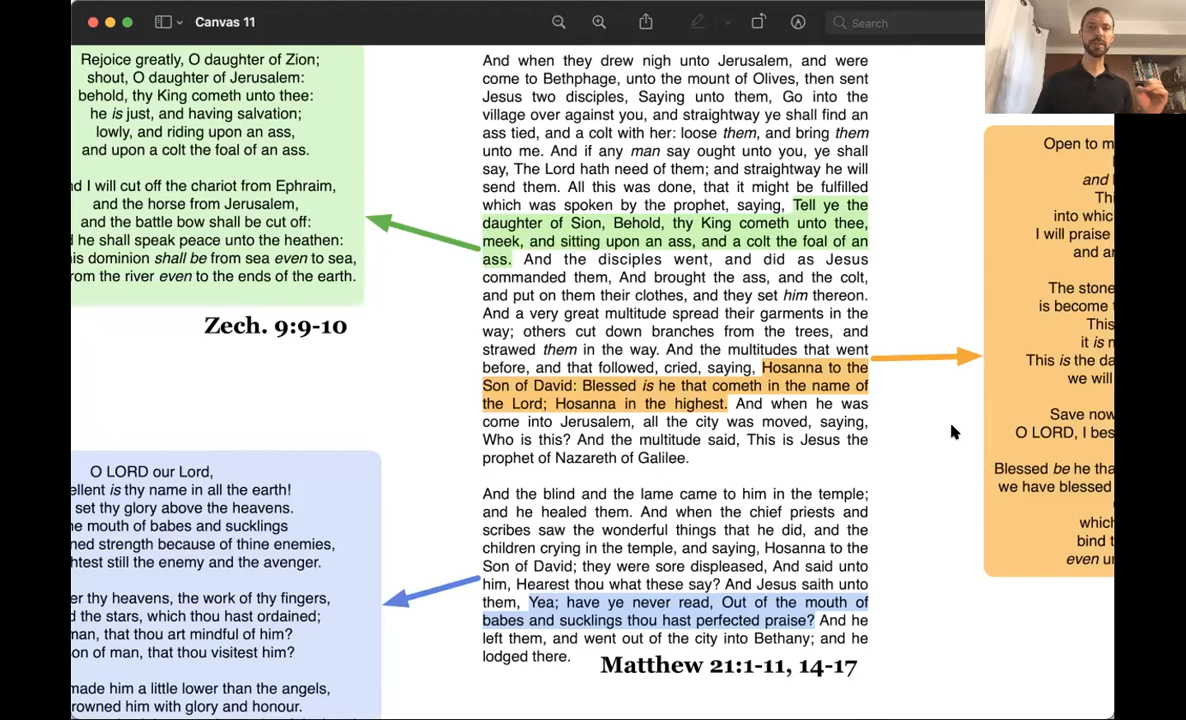 Canvas 11
Search
Rejoice greatly, O daughter of Zion;
shout, O daughter of Jerusalem:
behold, thy King cometh unto thee:
he is just, and having salvation;
lowly, and riding upon an ass,
and upon a colt the foal of an ass.
I will cut off the chariot from Ephraim,
and the horse from Jerusalem,
and the battle bow shall be cut off:
he shall speak peace unto the heathen:
dominion shall be from sea even to sea,
the river even to the ends of the earth.
Zech. 9:9-10
O LORD our Lord,
is thy name in all the earth!
set thy glory above the heavens.
mouth of babes and sucklings
strength because of thine enemies,
still the enemy and the avenger.
thy heavens, the work of thy fingers,
the stars, which thou hast ordained;
that thou art mindful of him?
of man, that thou visitest him?
made him a little lower than the angels,
him with glory and honour.
And when they drew nigh unto Jerusalem, and were
come to Bethphage, unto the mount of Olives, then sent
Jesus two disciples, Saying unto them, Go into the
village over against you, and straightway ye shall find an
ass tied, and a colt with her: loose them, and bring them
unto me. And if any man say ought unto you, ye shall
say, The Lord hath need of them; and straightway he will
send them. All this was done, that it might be fulfilled
which was spoken by the prophet, saying, Tell ye the
daughter of Sion, Behold, thy King cometh unto thee,
meek, and sitting upon an ass, and a colt the foal of an
ass. And the disciples went, and did as Jesus
commanded them, And brought the ass, and the colt,
and put on them their clothes, and they set him thereon.
And a very great multitude spread their garments in the
way; others cut down branches from the trees, and
strawed them in the way. And the multitudes that went
before, and that followed, cried, saying, Hosanna to the
Son of David: Blessed is he that cometh in the name of
the Lord; Hosanna in the highest. And when he was
come into Jerusalem, all the city was moved, saying,
Who is this? And the multitude said, This is Jesus the
prophet of Nazareth of Galilee.
And the blind and the lame came to him in the temple;
and he healed them. And when the chief priests and
scribes saw the wonderful things that he did, and the
children crying in the temple, and saying, Hosanna to the
Son of David; they were sore displeased, And said unto
him, Hearest thou what these say? And Jesus saith unto
them, Yea; have ye never read, Out of the mouth of
babes and sucklings thou hast perfected praise? And he
left them, and went out of the city into Bethany; and he
lodged there.
Matthew 21:1-11, 14-17
Open to
and
into
I will praise
and
The stone
is become
This
it is
This is the
we will
Save now
O LORD, I
Blessed be he
we have blessed
bind
even